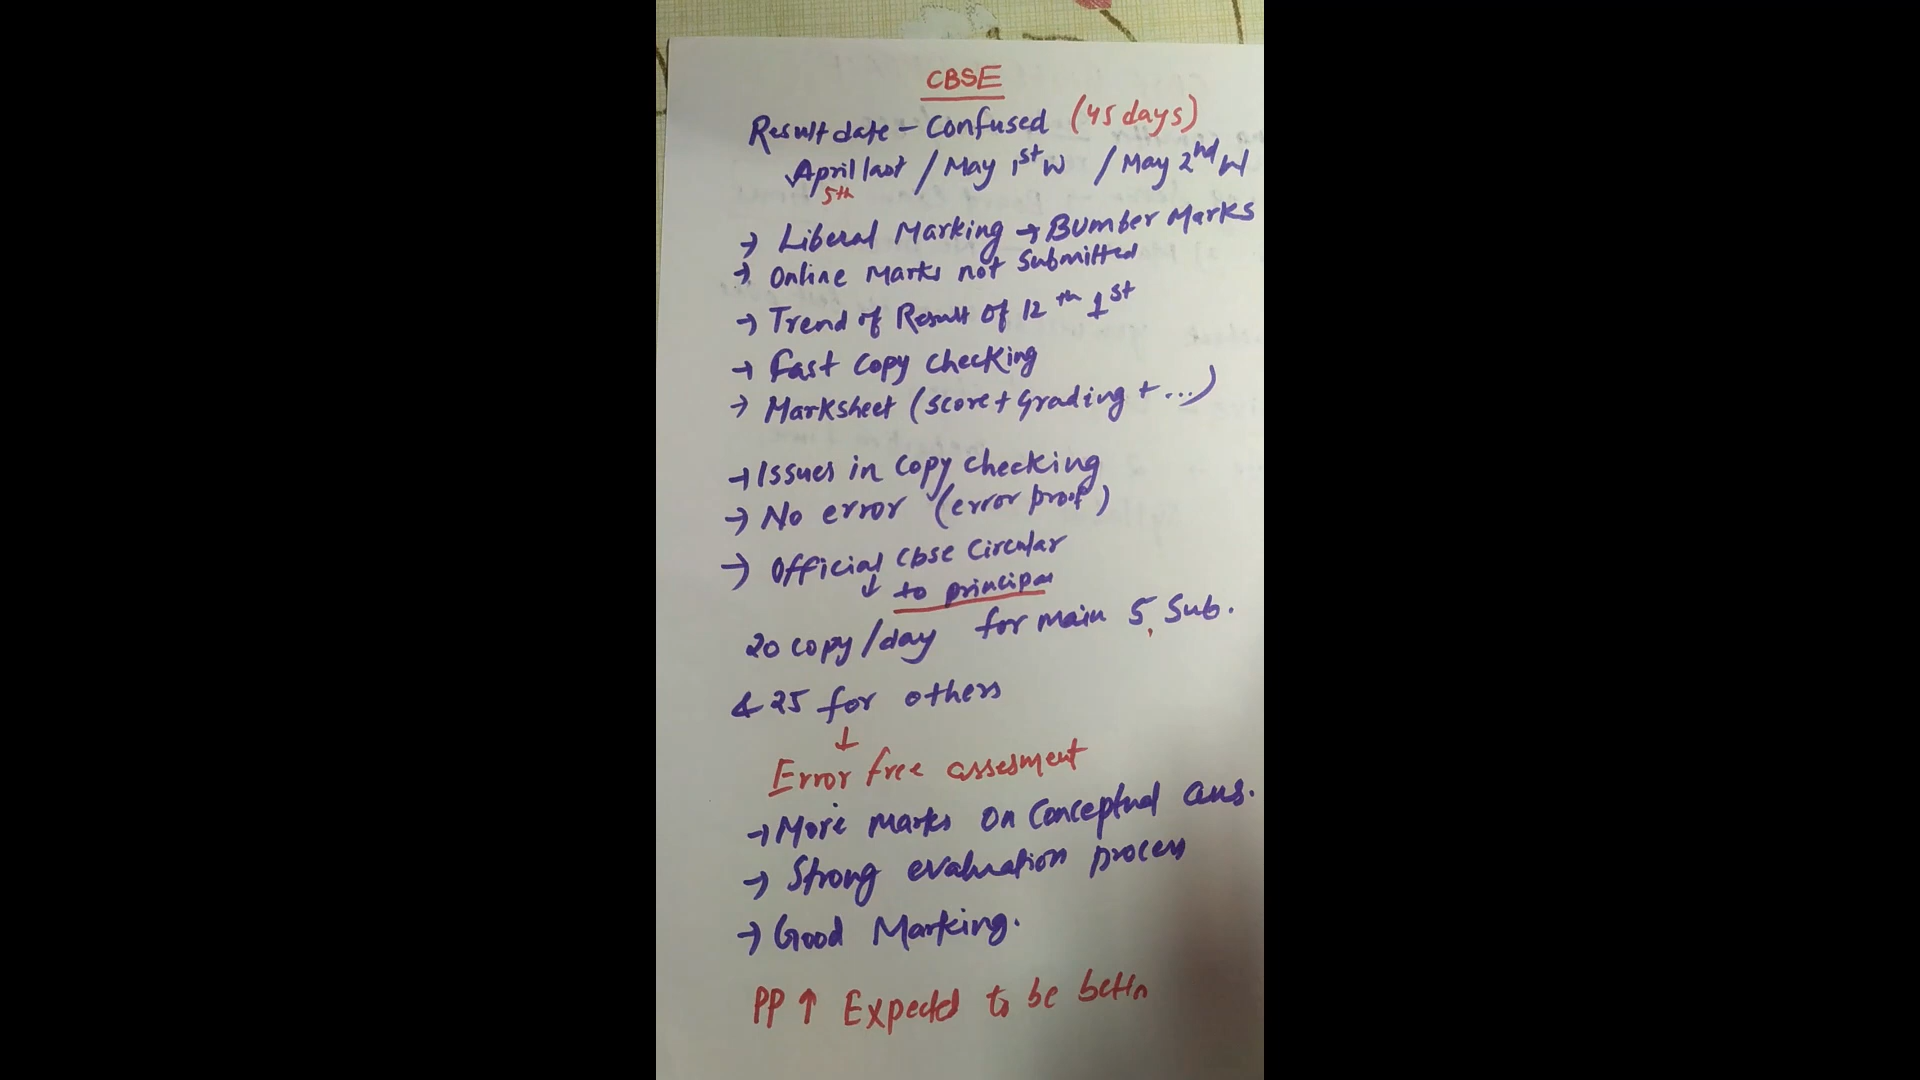 CBSE
Result date - Confused (45 days)
April last / May 1st W / May 2nd W
5th
→ Liberal Marking → Bumber Marks
→ Online Marks not Submitted
→ Trend of Result of 12th 1st
→ Fast Copy checking
→ Marksheet (score + grading + ...)
→ Issues in copy checking
→ No error (error proof)
→ Official cbse Circular
↓ to principal
20 copy/day for main 5 Sub.
& 25 for others
↓
Error free assesment
→ More marks on Conceptual ans.
→ Strong evaluation process
→ Good Marking.
PP ↑ Expected to be better